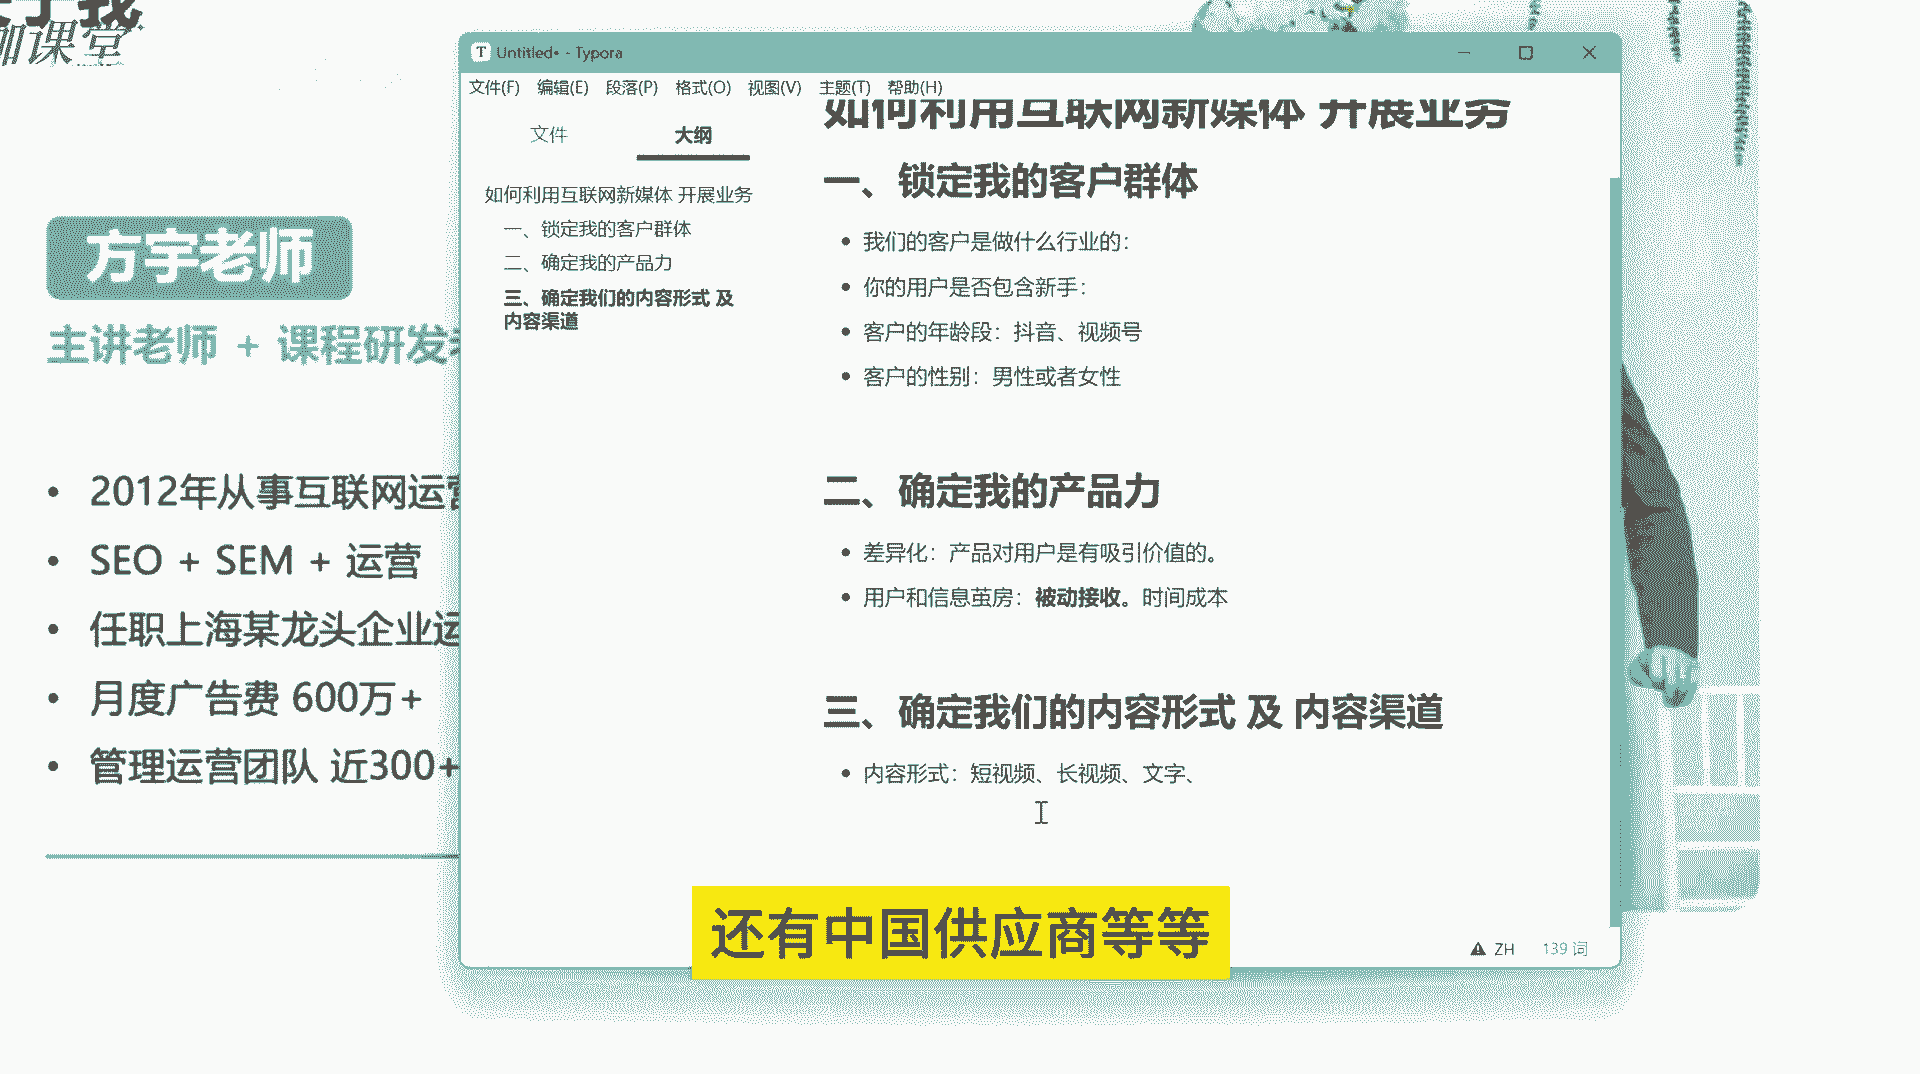 咖课堂
方宇老师
主讲老师 + 课程研发
2012年从事互联网运营
SEO + SEM + 运营
任职上海某龙头企业运
月度广告费 600万+
管理运营团队 近300+
Untitled• - Typora
文件(F) 编辑(E) 段落(P) 格式(O) 视图(V) 主题(T) 帮助(H)
文件 大纲
如何利用互联网新媒体 开展业务
一、锁定我的客户群体
二、确定我的产品力
三、确定我们的内容形式 及
内容渠道
如何利用互联网新媒体 开展业务
一、锁定我的客户群体
我们的客户是做什么行业的：
你的用户是否包含新手：
客户的年龄段：抖音、视频号
客户的性别：男性或者女性
二、确定我的产品力
差异化：产品对用户是有吸引价值的。
用户和信息茧房：被动接收。时间成本
三、确定我们的内容形式 及 内容渠道
内容形式：短视频、长视频、文字、
ZH 139 词
还有中国供应商等等